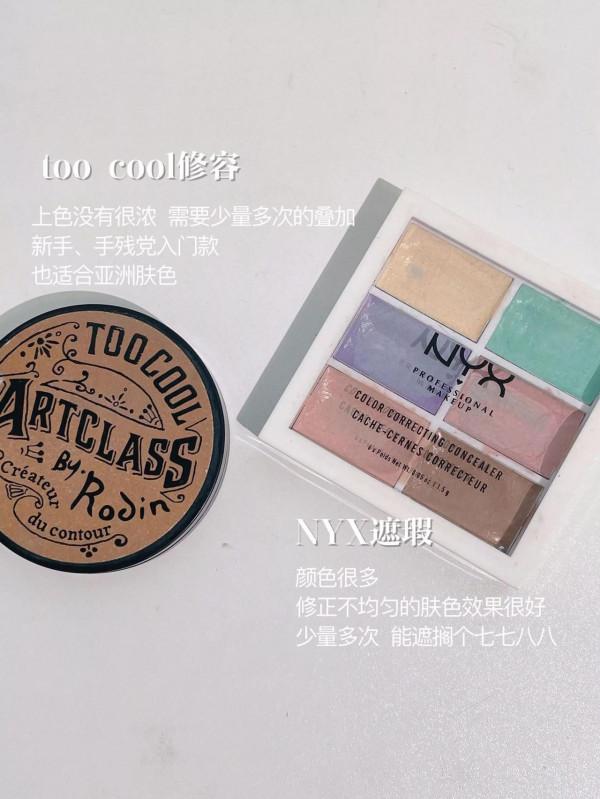 too cool修容
上色没有很浓 需要少量多次的叠加
新手、手残党入门款
也适合亚洲肤色
TOO COOL
ARTCLASS
By Rodin
Créateur
du contour
NYX
PROFESSIONAL
MAKEUP
COLOR CORRECTING CONCEALER
CACHE-CERNES CORRECTEUR
NYX遮瑕
颜色很多
修正不均匀的肤色效果很好
少量多次 能遮搁个七七八八